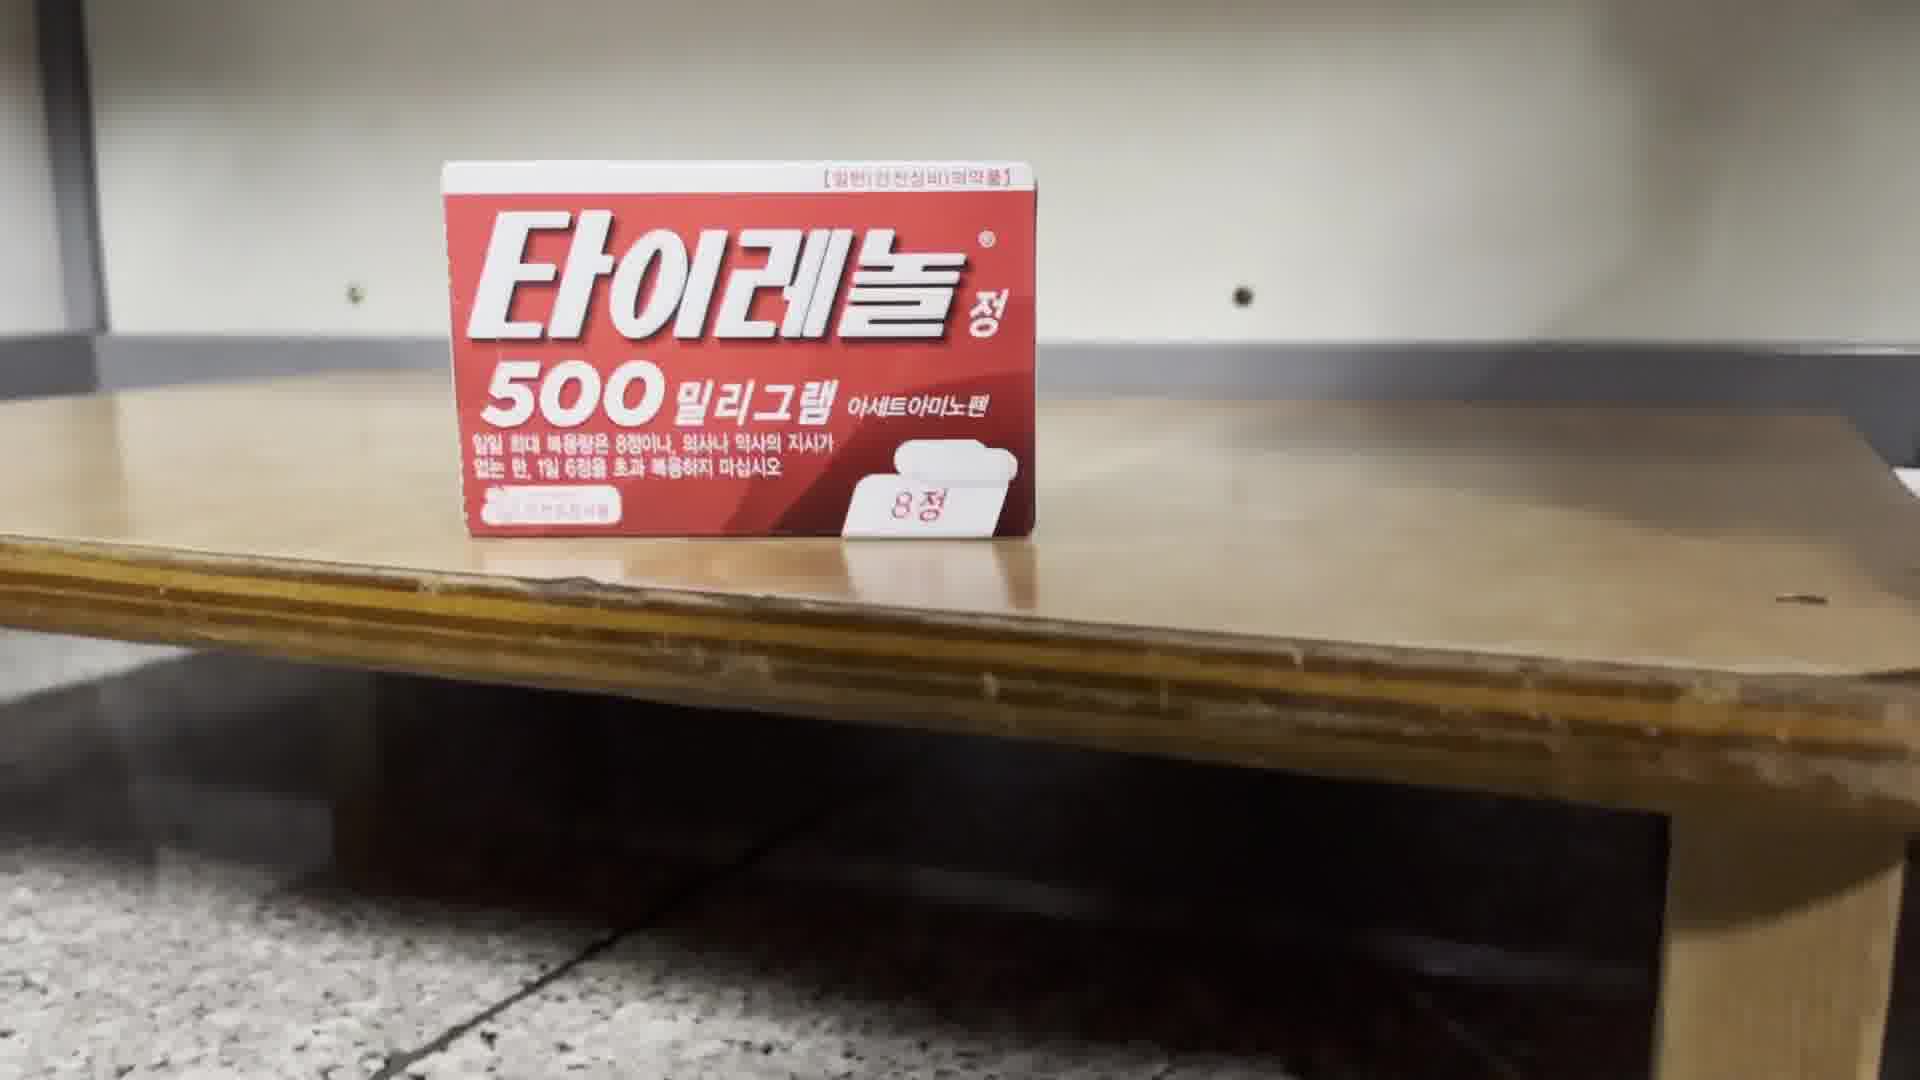 【일반(안전상비)의약품】
타이레놀® 정
500 밀리그램 아세트아미노펜
일일 최대 복용량은 8정이나, 의사나 약사의 지시가
없는 한, 1일 6정을 초과 복용하지 마십시오
8정